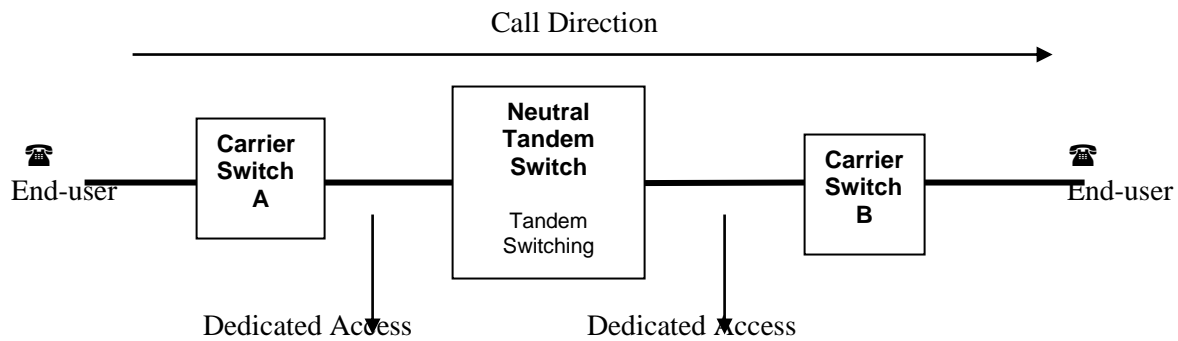 Call Direction
End-user
Carrier
Switch
A
Neutral
Tandem
Switch
Tandem
Switching
Carrier
Switch
B
End-user
Dedicated Access
Dedicated Access